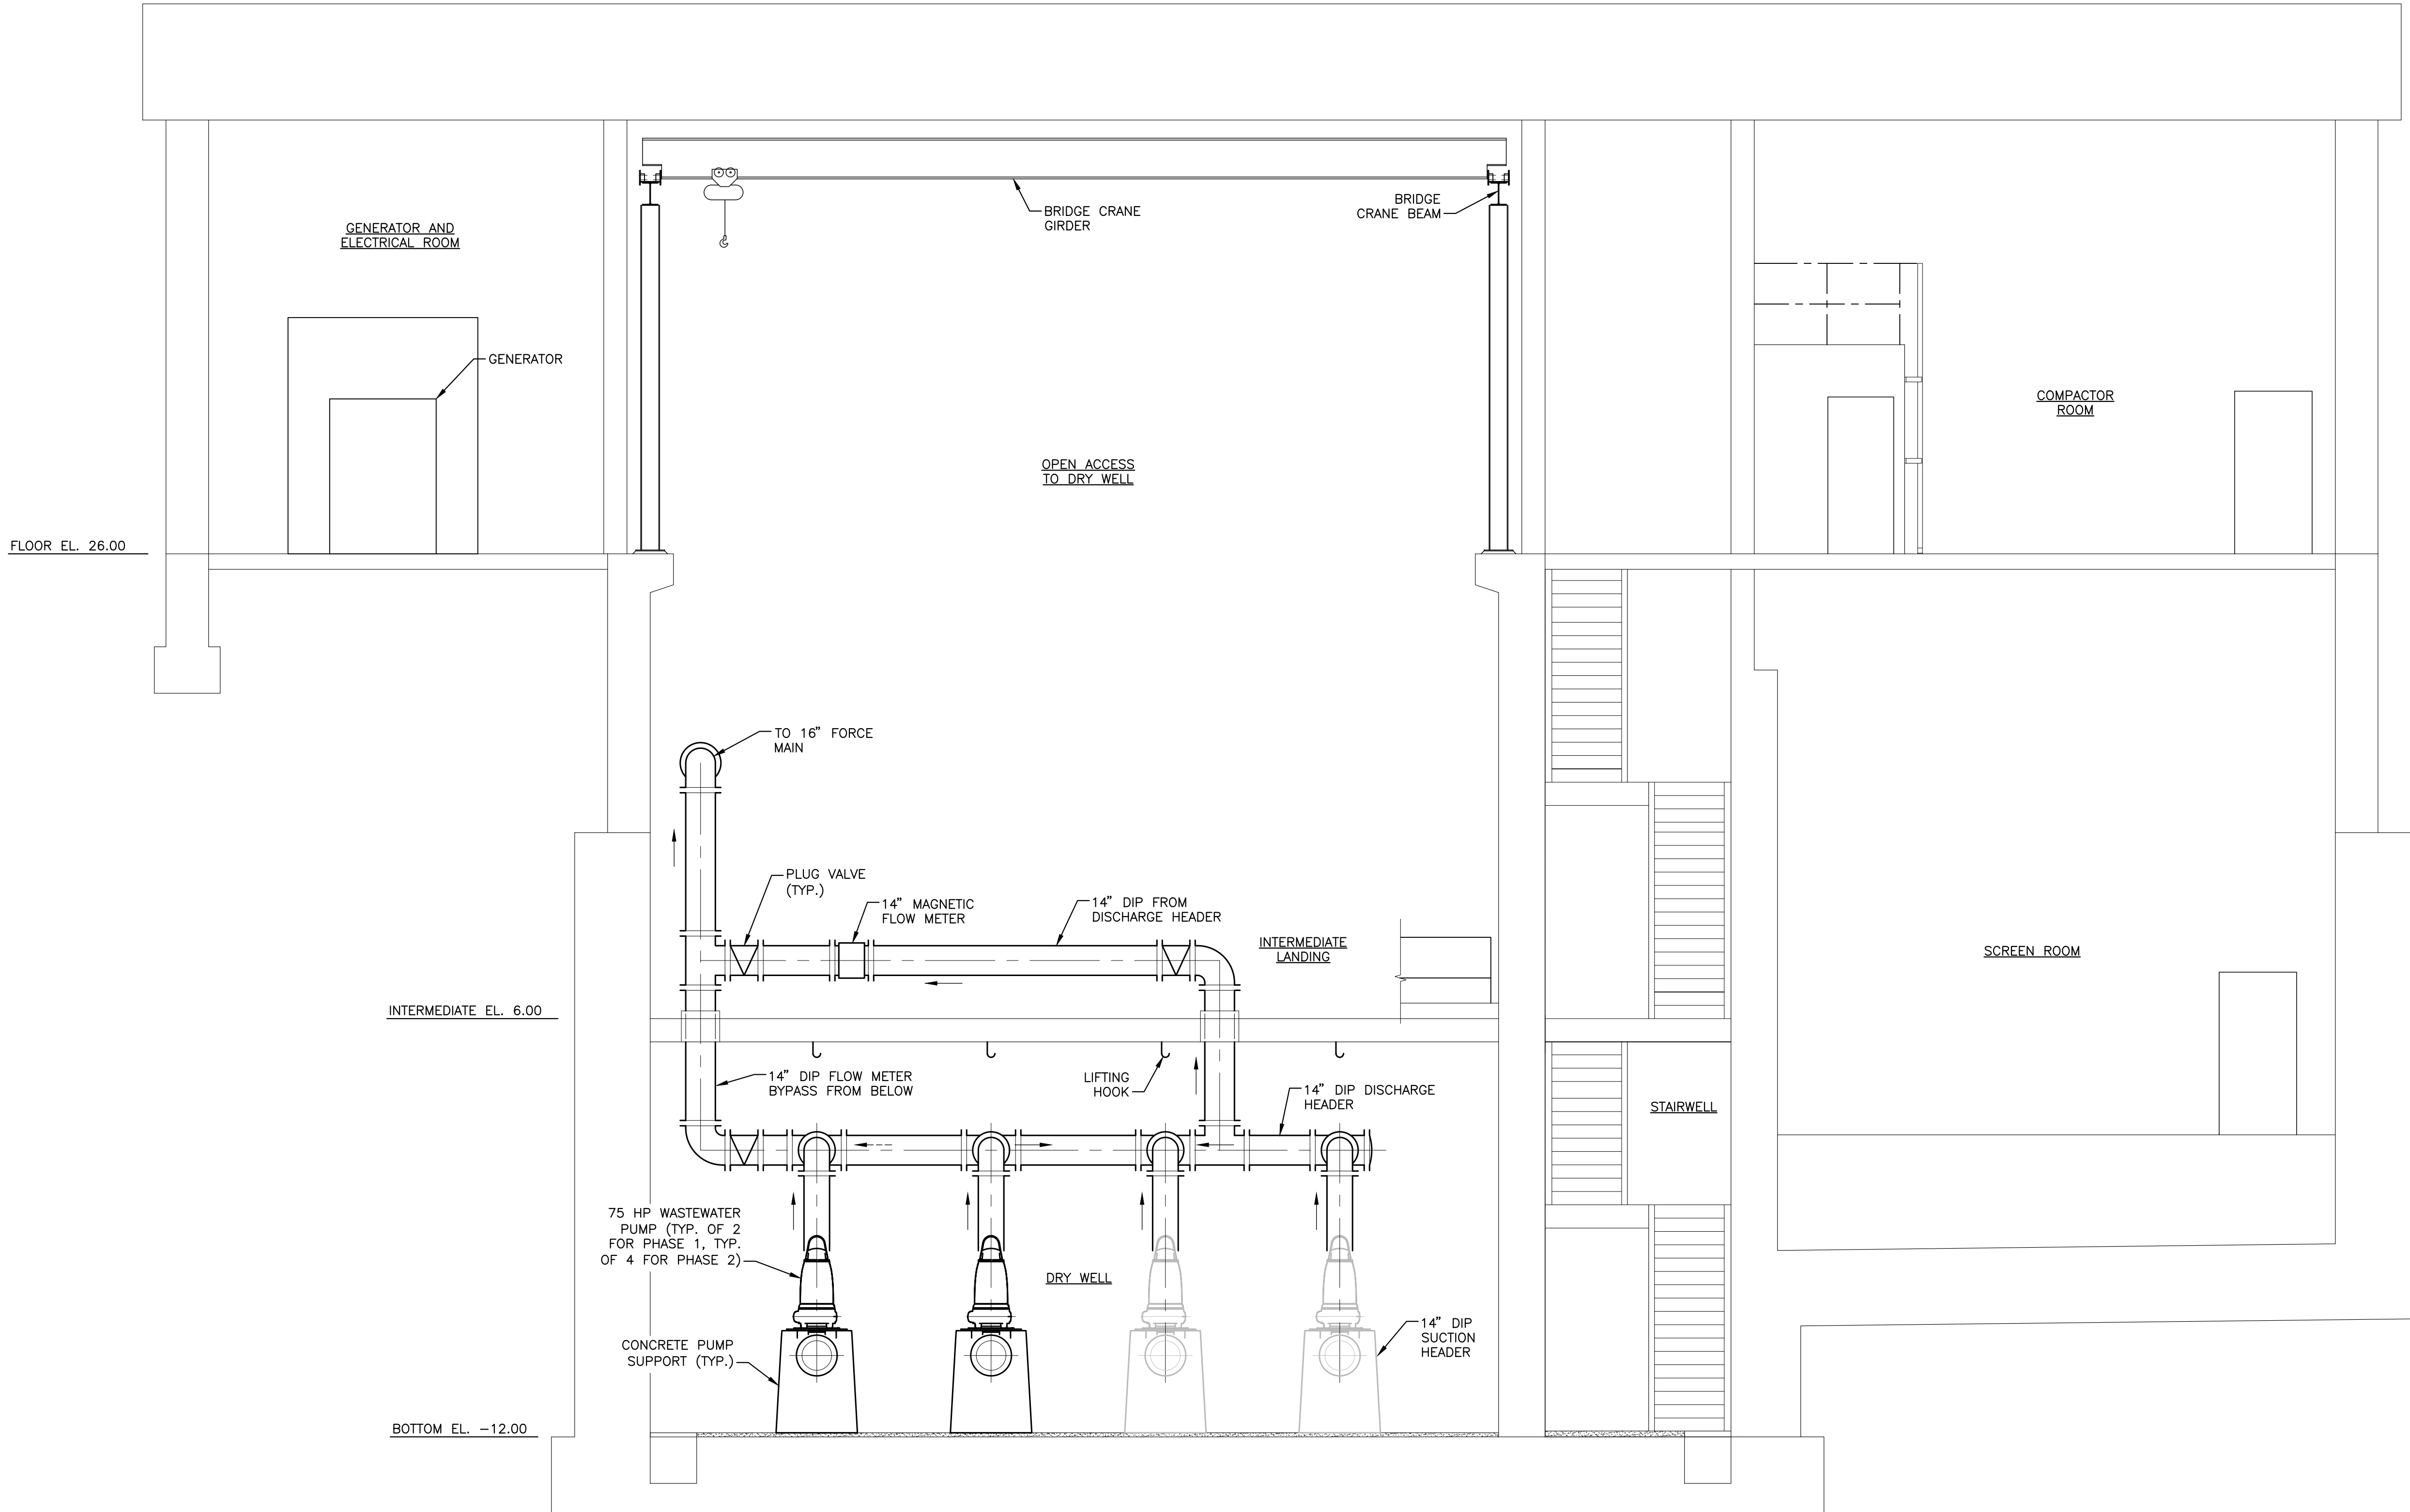 BRIDGE CRANE
GIRDER
BRIDGE
CRANE BEAM
GENERATOR AND
ELECTRICAL ROOM
GENERATOR
COMPACTOR
ROOM
OPEN ACCESS
TO DRY WELL
FLOOR EL. 26.00
TO 16” FORCE
MAIN
PLUG VALVE
(TYP.)
14” MAGNETIC
FLOW METER
14” DIP FROM
DISCHARGE HEADER
INTERMEDIATE
LANDING
SCREEN ROOM
INTERMEDIATE EL. 6.00
14” DIP FLOW METER
BYPASS FROM BELOW
LIFTING
HOOK
14” DIP DISCHARGE
HEADER
STAIRWELL
75 HP WASTEWATER
PUMP (TYP. OF 2
FOR PHASE 1, TYP.
OF 4 FOR PHASE 2)
DRY WELL
CONCRETE PUMP
SUPPORT (TYP.)
14” DIP
SUCTION
HEADER
BOTTOM EL. −12.00